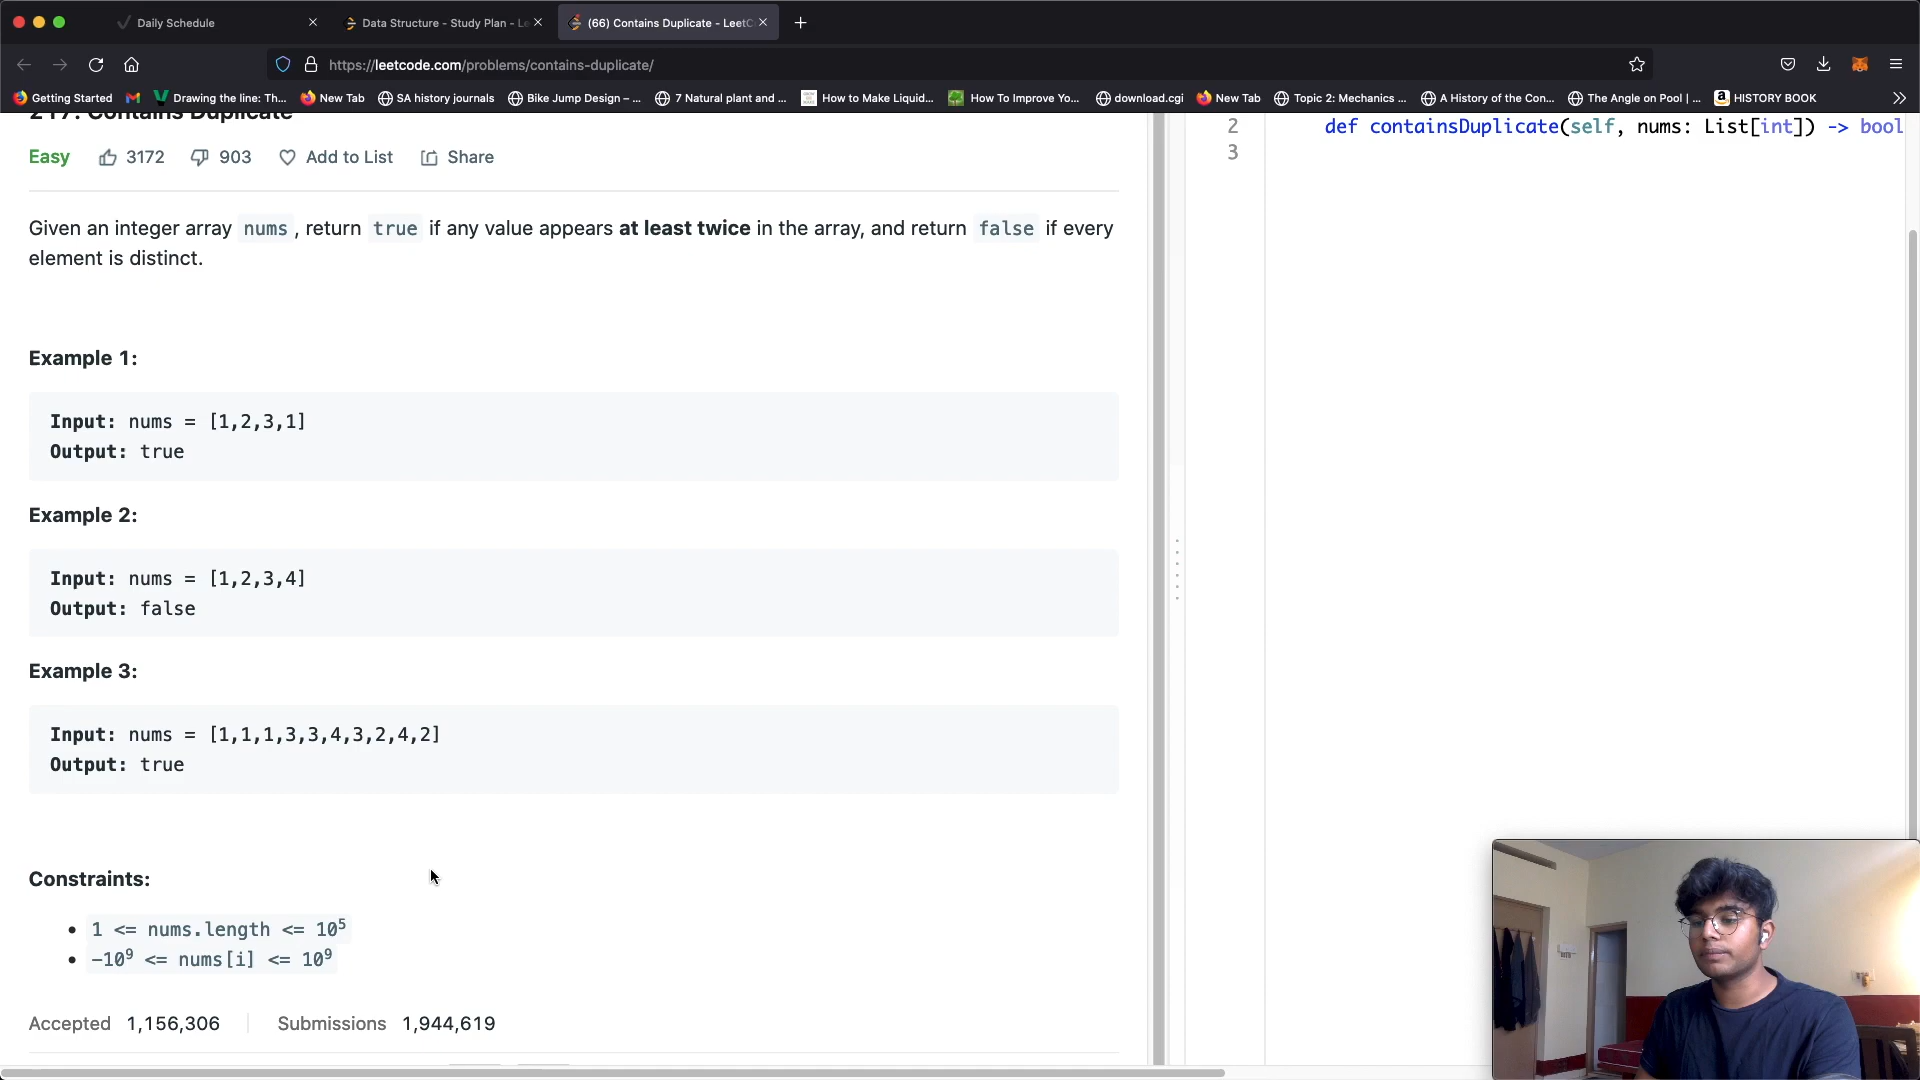 Daily Schedule
Data Structure - Study Plan - Le
(66) Contains Duplicate - LeetC
https://leetcode.com/problems/contains-duplicate/
Getting Started
Drawing the line: Th...
New Tab
SA history journals
Bike Jump Design – ...
7 Natural plant and ...
How to Make Liquid...
How To Improve Yo...
download.cgi
New Tab
Topic 2: Mechanics ...
A History of the Con...
The Angle on Pool | ...
HISTORY BOOK
217. Contains Duplicate
Easy 3172 903 Add to List Share
Given an integer array nums , return true if any value appears at least twice in the array, and return false if every
element is distinct.
Example 1:
Input: nums = [1,2,3,1]
Output: true
Example 2:
Input: nums = [1,2,3,4]
Output: false
Example 3:
Input: nums = [1,1,1,3,3,4,3,2,4,2]
Output: true
Constraints:
• 1 <= nums.length <= 10⁵
• -10⁹ <= nums[i] <= 10⁹
Accepted 1,156,306 Submissions 1,944,619
2 def containsDuplicate(self, nums: List[int]) -> bool
3